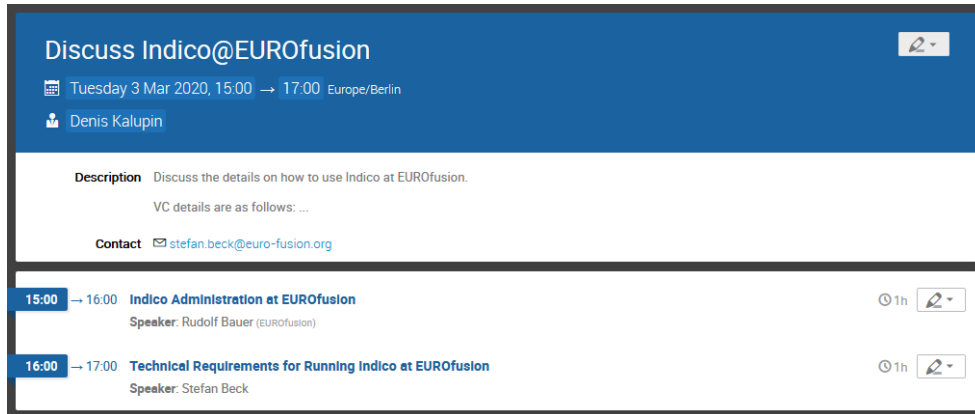 Discuss Indico@EUROfusion
Tuesday 3 Mar 2020, 15:00 → 17:00 Europe/Berlin
Denis Kalupin
Description Discuss the details on how to use Indico at EUROfusion.
VC details are as follows: ...
Contact stefan.beck@euro-fusion.org
15:00 → 16:00 Indico Administration at EUROfusion 1h
Speaker: Rudolf Bauer (EUROfusion)
16:00 → 17:00 Technical Requirements for Running Indico at EUROfusion 1h
Speaker: Stefan Beck